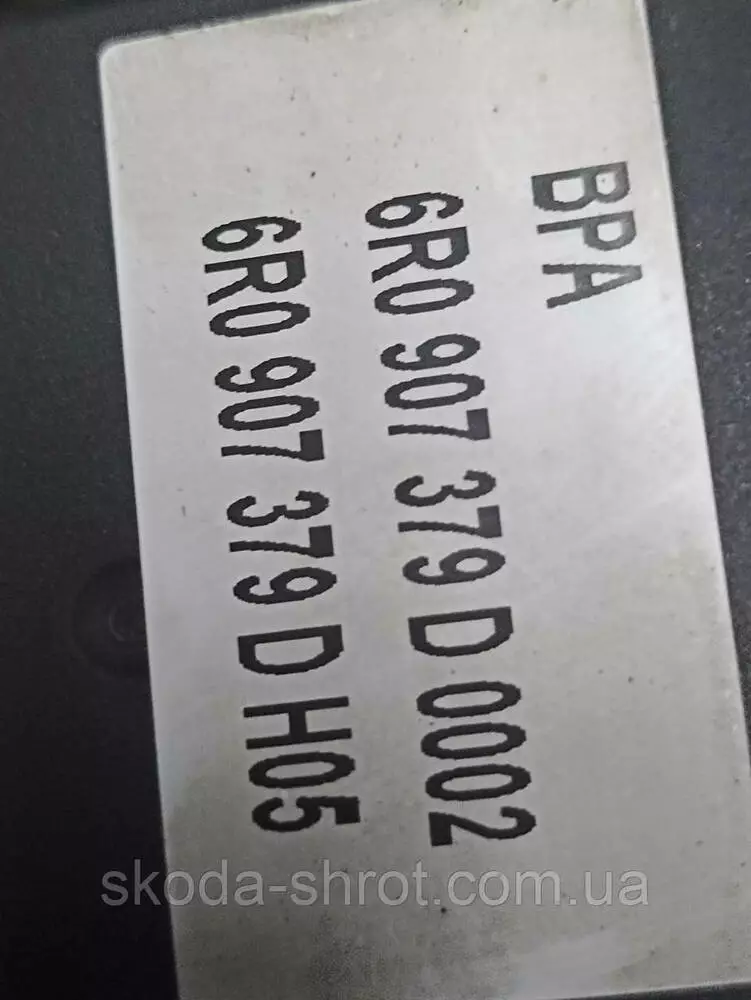 BPA
6R0 907 379 D 0002
6R0 907 379 D H05
skoda-shrot.com.ua